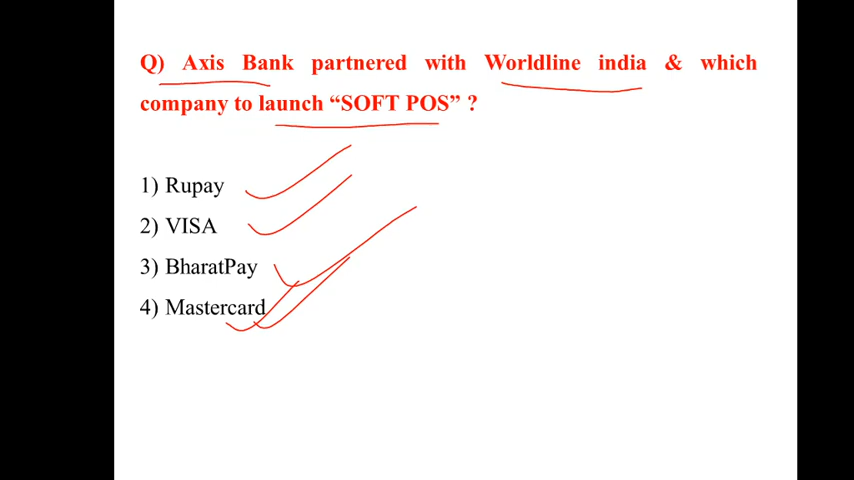 Q) Axis Bank partnered with Worldline india & which
company to launch “SOFT POS” ?
1) Rupay
2) VISA
3) BharatPay
4) Mastercard